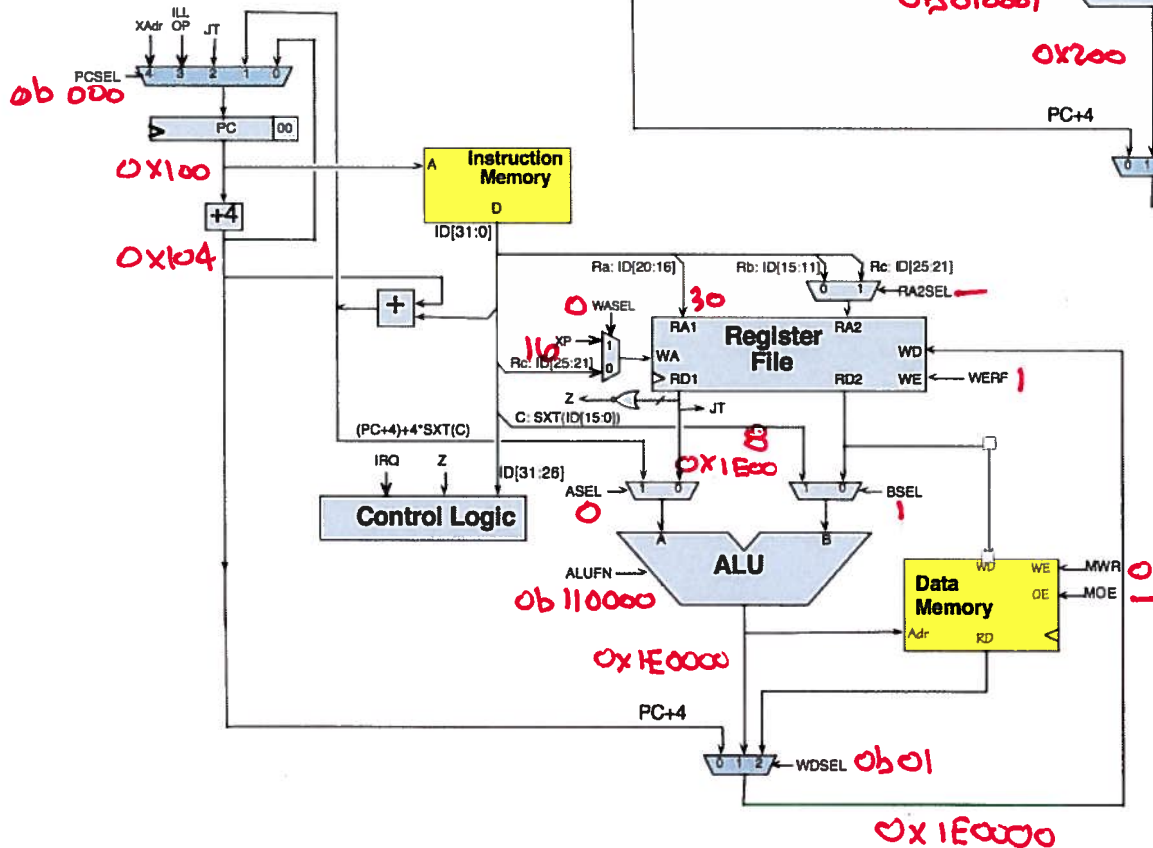 0b010001
0x200
PC+4
0 1
XAdr
ILL
OP
JT
PCSEL
4 3 2 1 0
0b 000
PC
00
0x100
A
Instruction
Memory
D
+4
ID[31:0]
0x104
Ra: ID[20:16]
Rb: ID[15:11]
Rc: ID[25:21]
0 1
RA2SEL
30
+
0
WASEL
XP
16
1
0
Rc: ID[25:21]
RA1
RA2
Register
File
WA
WD
RD1
RD2
WE
WERF
1
Z
JT
C: SXT(ID[15:0])
8
(PC+4)+4*SXT(C)
0x1E00
IRQ
Z
ID[31:26]
ASEL
1 0
0
1 0
BSEL
1
Control Logic
A
B
ALU
ALUFN
0b 110000
WD
WE
MWR
0
Data
Memory
OE
MOE
Adr
RD
0x1E0000
PC+4
0 1 2
WDSEL
0b01
0x1E0000